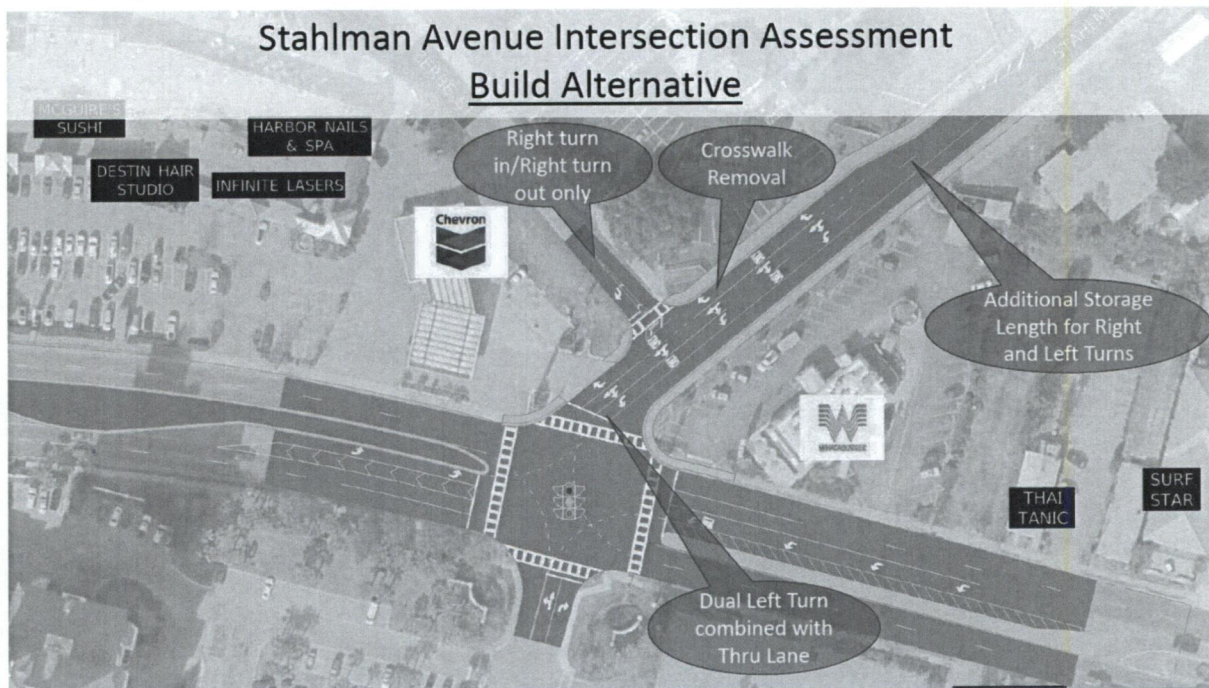 Stahlman Avenue Intersection Assessment
Build Alternative
MCGUIRE'S
SUSHI
HARBOR NAILS
& SPA
DESTIN HAIR
STUDIO
INFINITE LASERS
Right turn
in/Right turn
out only
Crosswalk
Removal
Chevron
Additional Storage
Length for Right
and Left Turns
WHATABURGER
THAI
TANIC
SURF
STAR
Dual Left Turn
combined with
Thru Lane